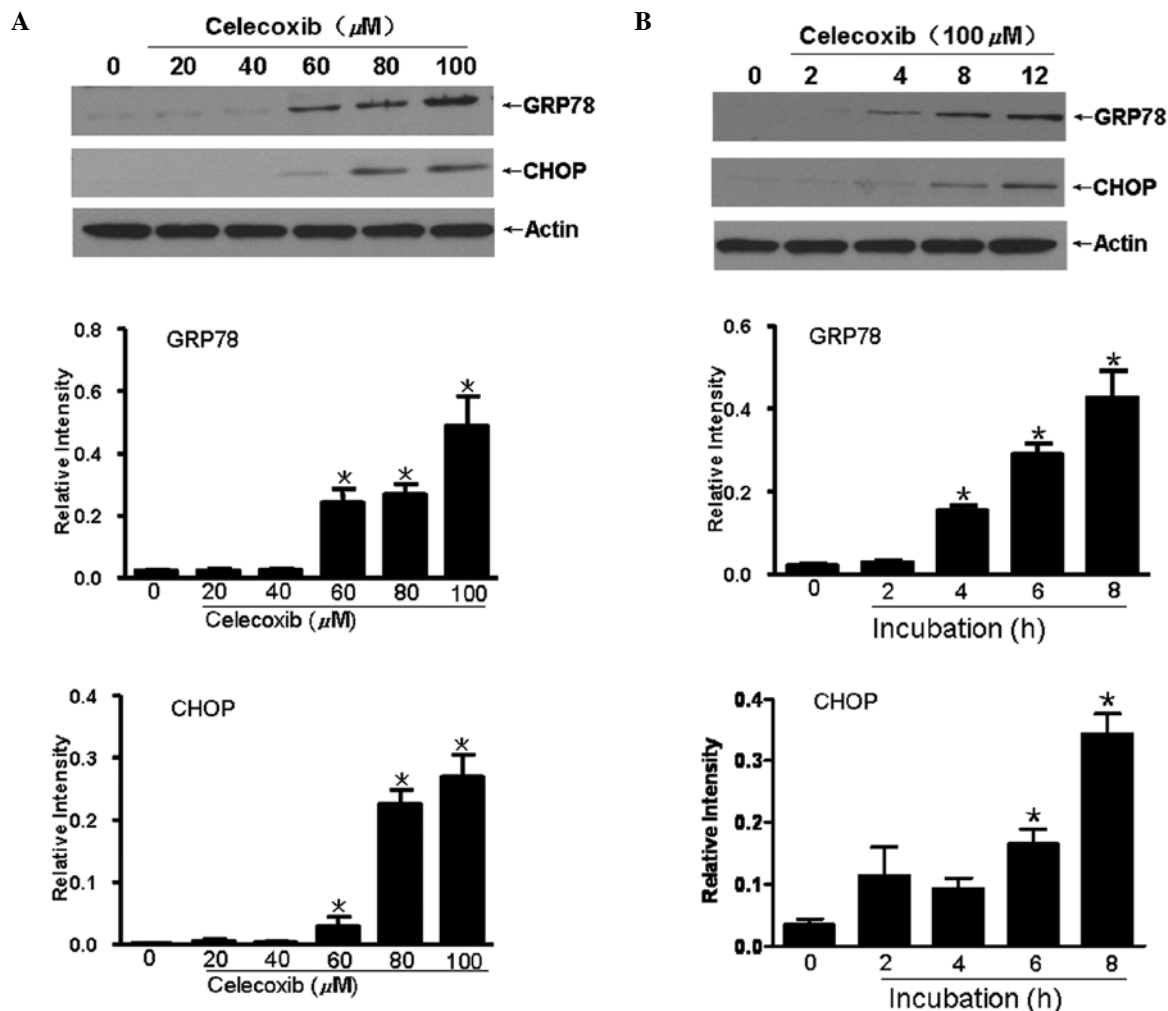 A
Celecoxib (μM)
0 20 40 60 80 100
←GRP78
←CHOP
←Actin
0.8
0.6
0.4
0.2
0.0
Relative Intensity
GRP78
* * *
0 20 40 60 80 100
Celecoxib (μM)
0.4
0.3
0.2
0.1
0.0
Relative Intensity
CHOP
* * *
0 20 40 60 80 100
Celecoxib (μM)
B
Celecoxib (100 μM)
0 2 4 8 12
←GRP78
←CHOP
←Actin
0.6
0.4
0.2
0.0
Relative Intensity
GRP78
* * *
0 2 4 6 8
Incubation (h)
0.4
0.3
0.2
0.1
0.0
Relative Intensity
CHOP
* *
0 2 4 6 8
Incubation (h)